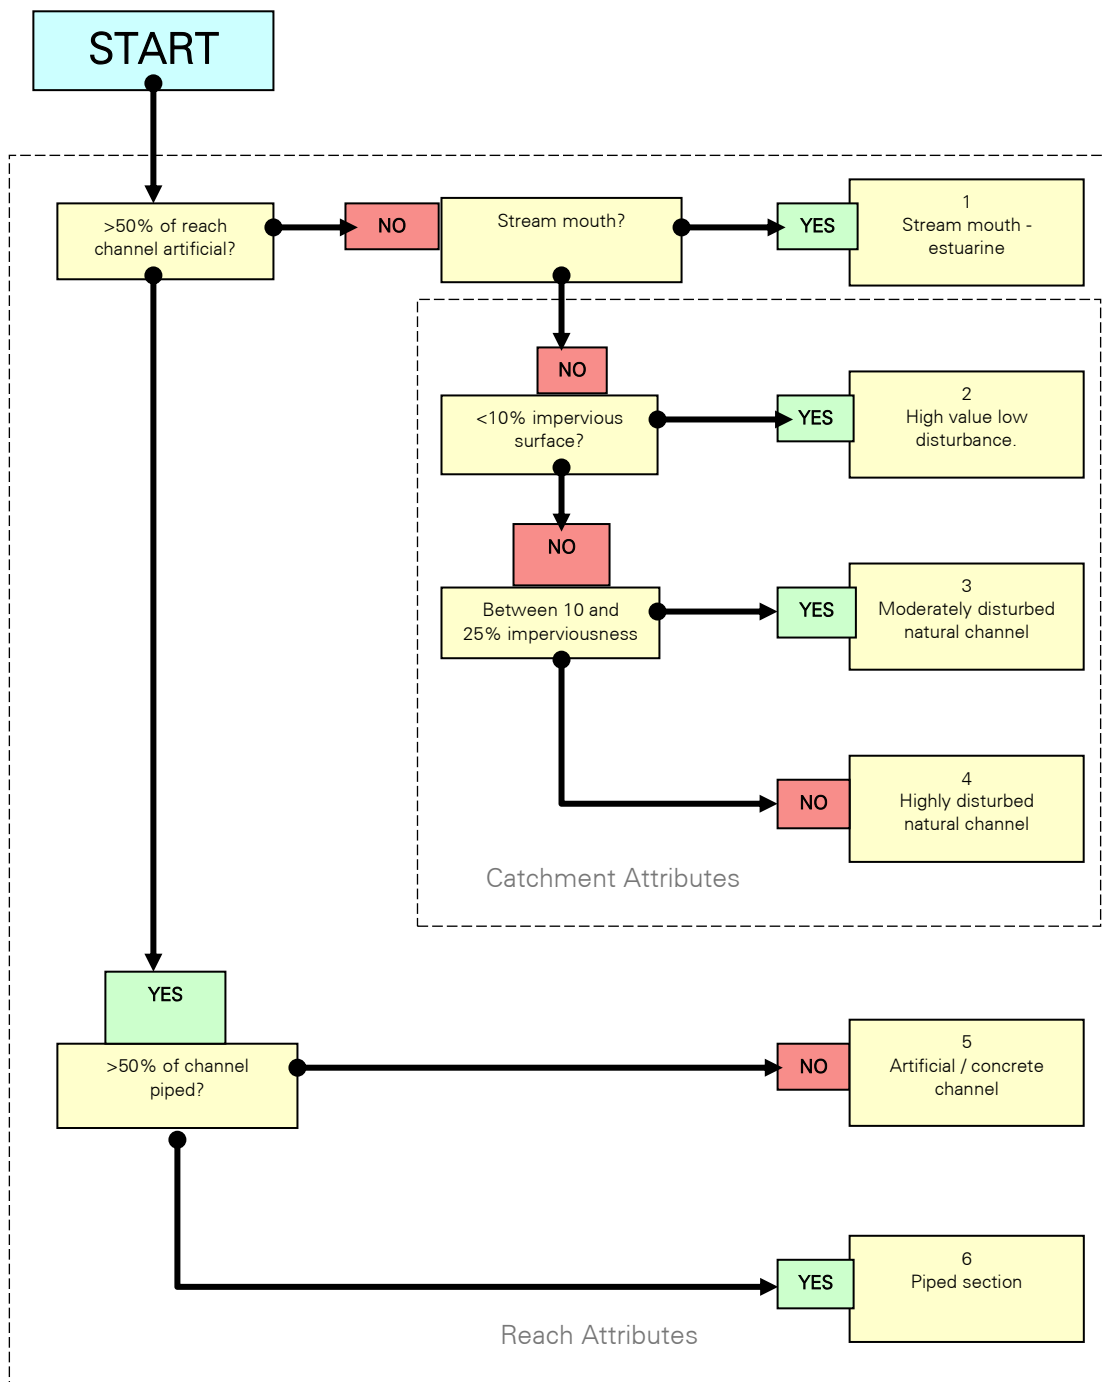 START
>50% of reach
channel artificial?
NO
Stream mouth?
YES
1
Stream mouth -
estuarine
NO
<10% impervious
surface?
YES
2
High value low
disturbance.
NO
Between 10 and
25% imperviousness
YES
3
Moderately disturbed
natural channel
NO
4
Highly disturbed
natural channel
Catchment Attributes
YES
>50% of channel
piped?
NO
5
Artificial / concrete
channel
YES
6
Piped section
Reach Attributes